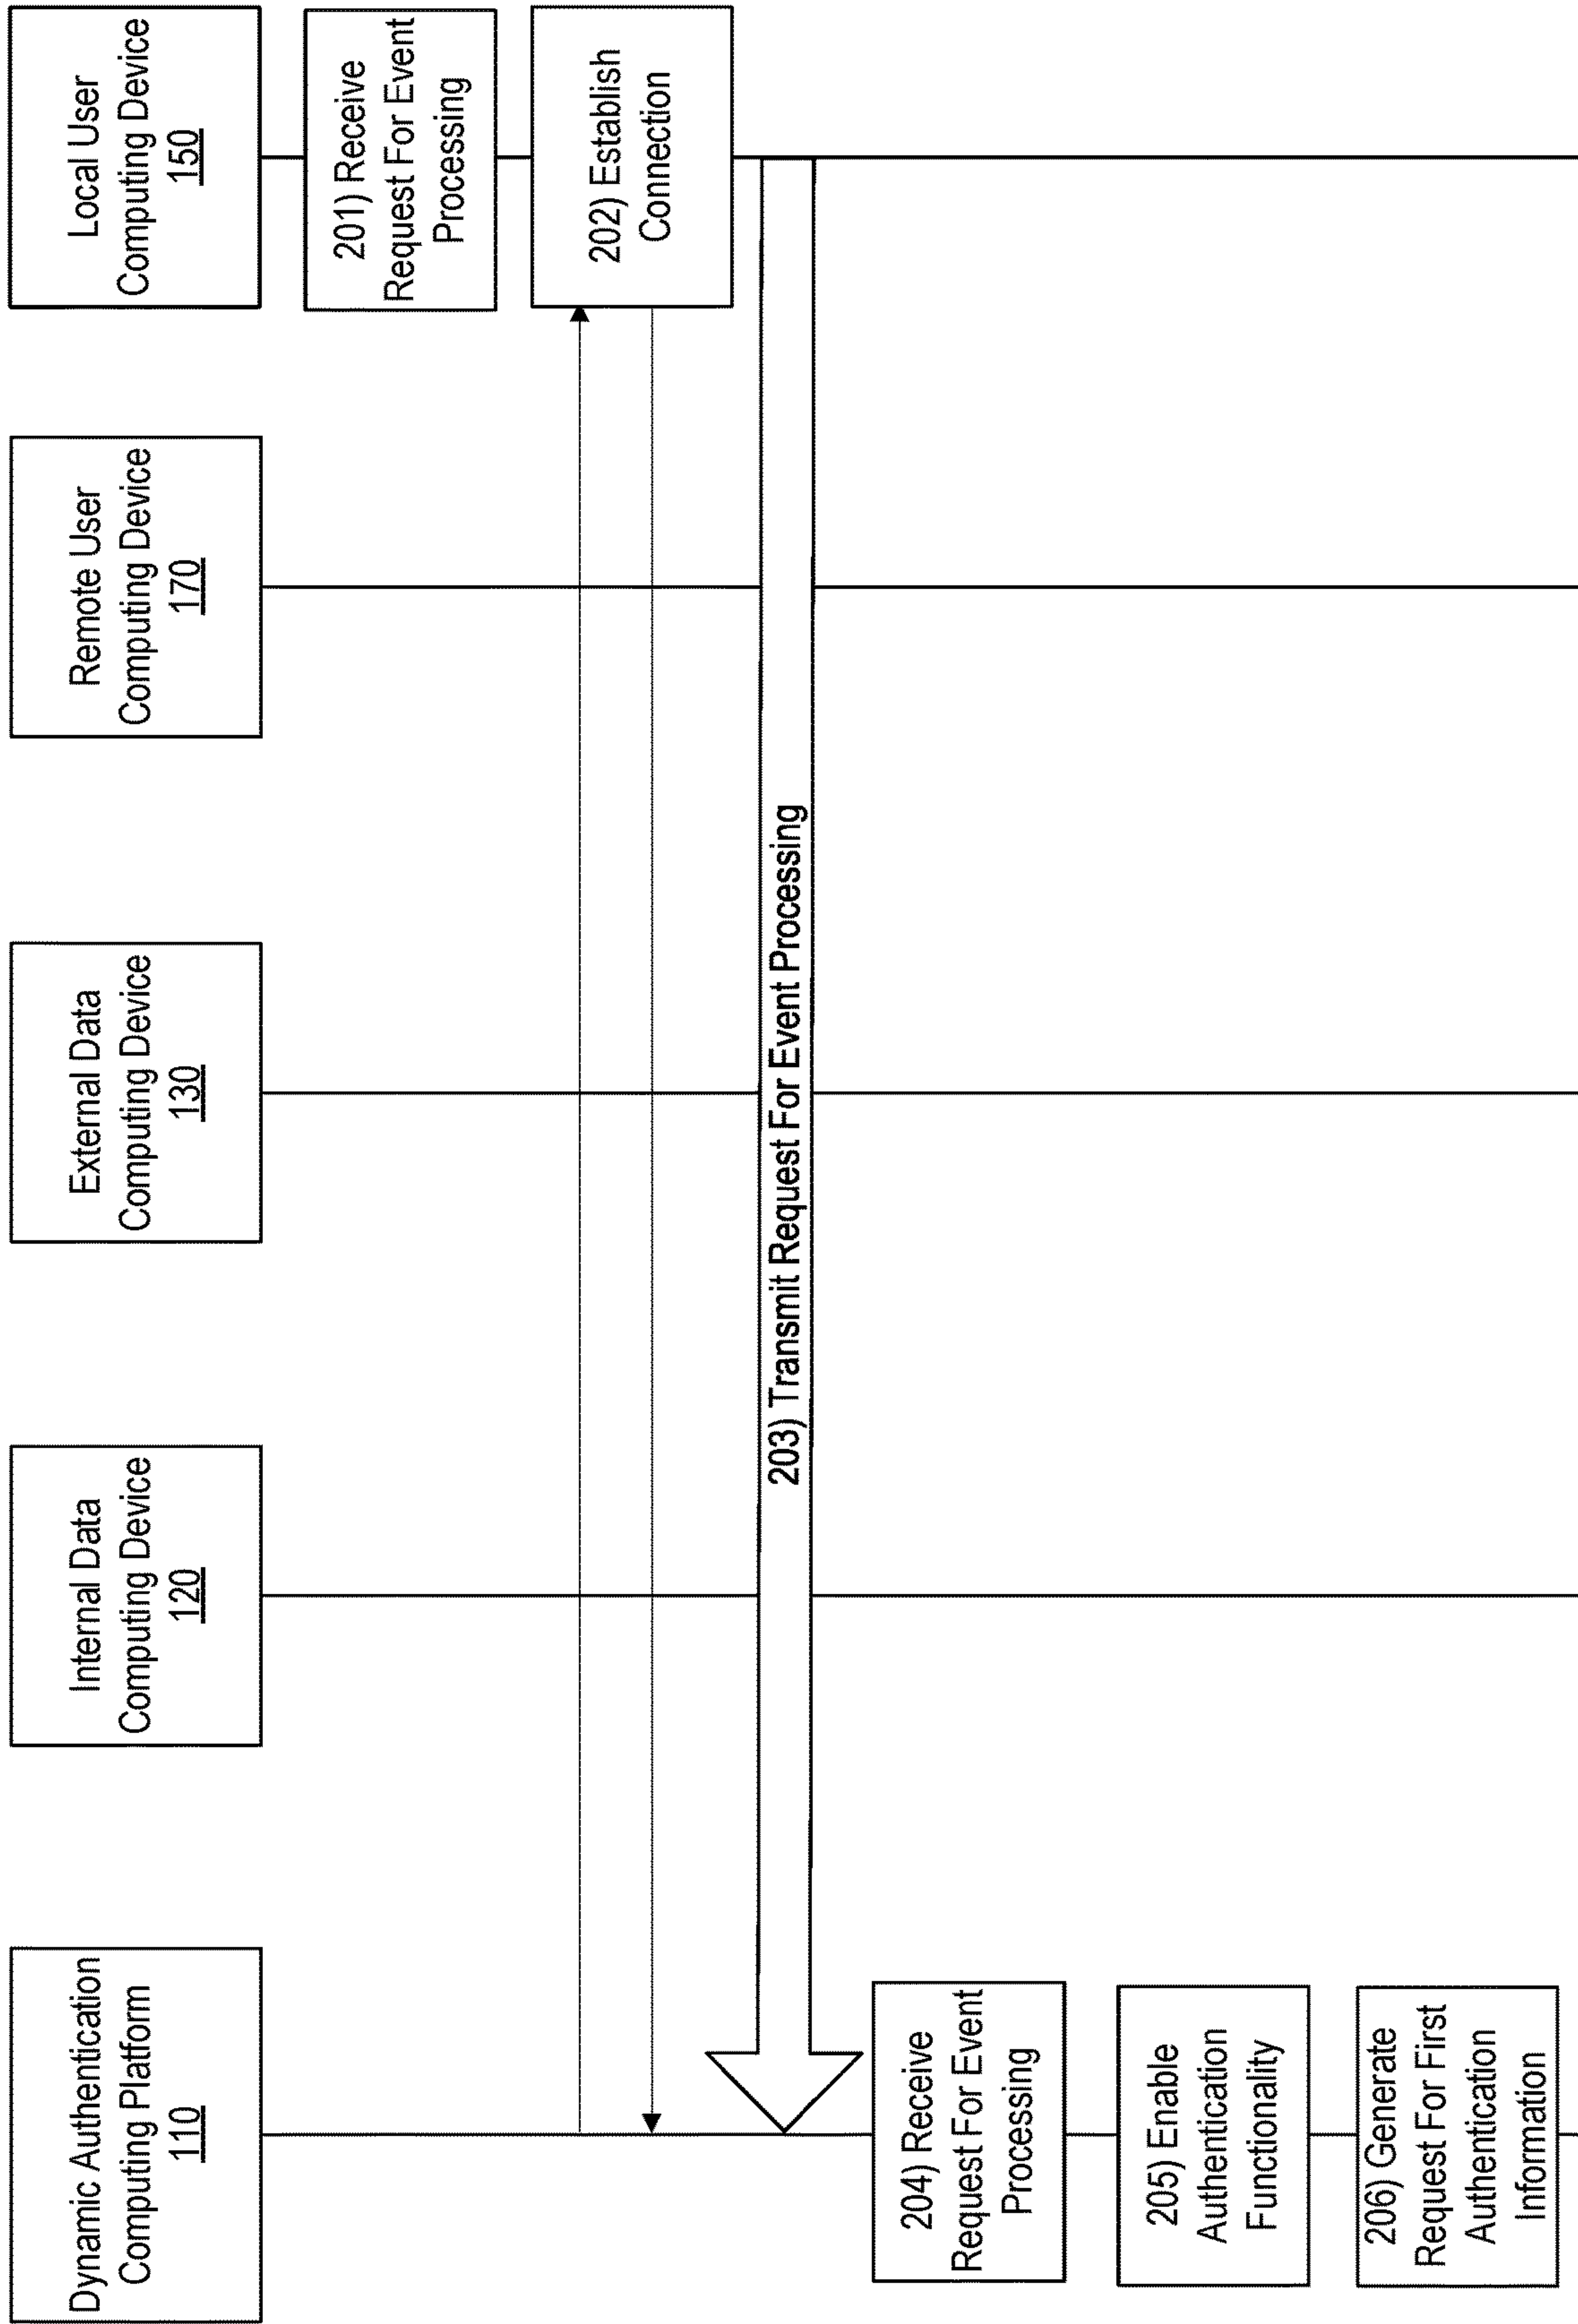 Dynamic Authentication
Computing Platform
110
Internal Data
Computing Device
120
External Data
Computing Device
130
Remote User
Computing Device
170
Local User
Computing Device
150
201) Receive
Request For Event
Processing
202) Establish
Connection
203) Transmit Request For Event Processing
204) Receive
Request For Event
Processing
205) Enable
Authentication
Functionality
206) Generate
Request For First
Authentication
Information